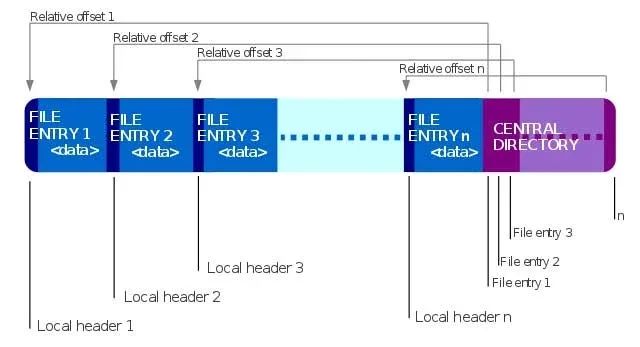 Relative offset 1
Relative offset 2
Relative offset 3
Relative offset n
FILE
ENTRY 1
<data>
FILE
ENTRY 2
<data>
FILE
ENTRY 3
<data>
FILE
ENTRY n
<data>
CENTRAL
DIRECTORY
n
File entry 3
File entry 2
File entry 1
Local header 3
Local header 2
Local header n
Local header 1